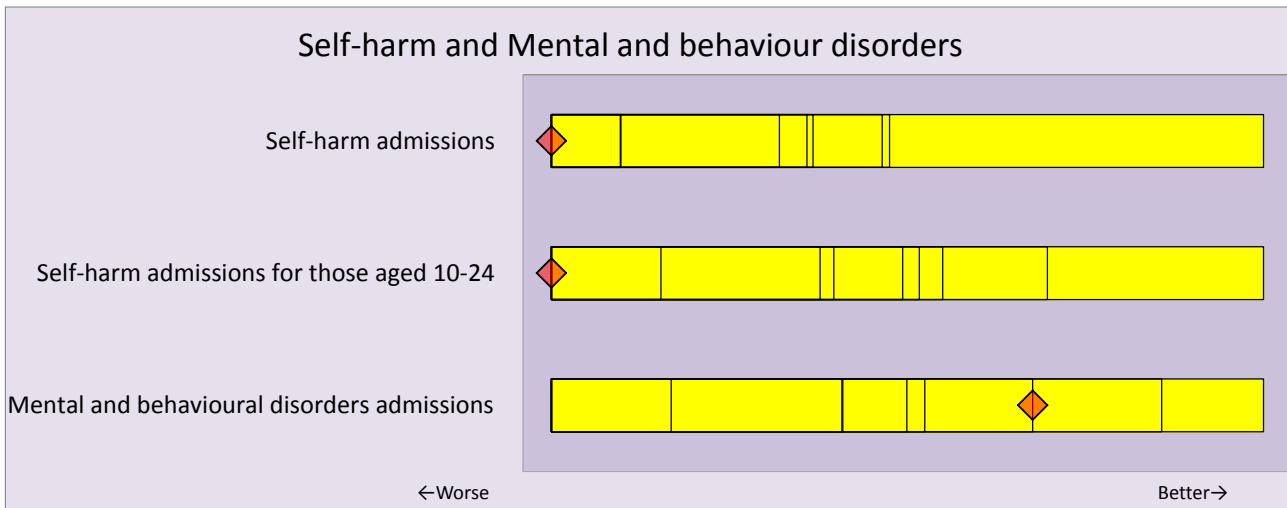 Self-harm and Mental and behaviour disorders
Self-harm admissions
Self-harm admissions for those aged 10-24
Mental and behavioural disorders admissions
←Worse
Better→